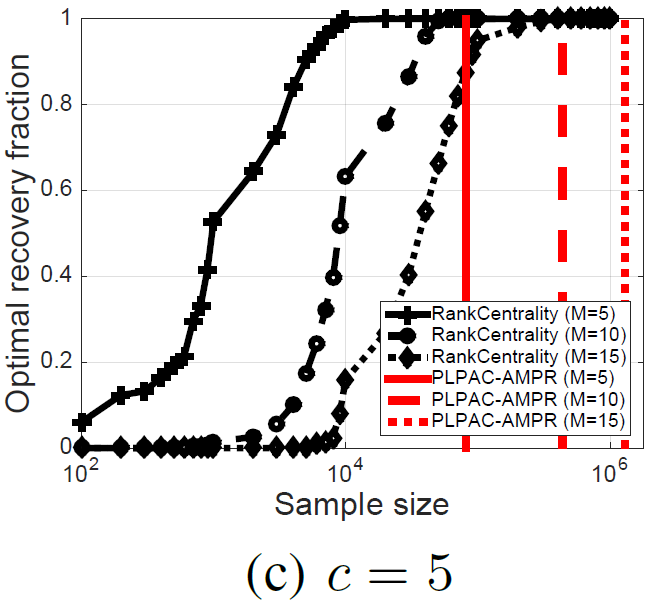 1
0.8
0.6
0.4
0.2
0
Optimal recovery fraction
RankCentrality (M=5)
RankCentrality (M=10)
RankCentrality (M=15)
PLPAC-AMPR (M=5)
PLPAC-AMPR (M=10)
PLPAC-AMPR (M=15)
10² 10⁴ 10⁶
Sample size
(c) c = 5